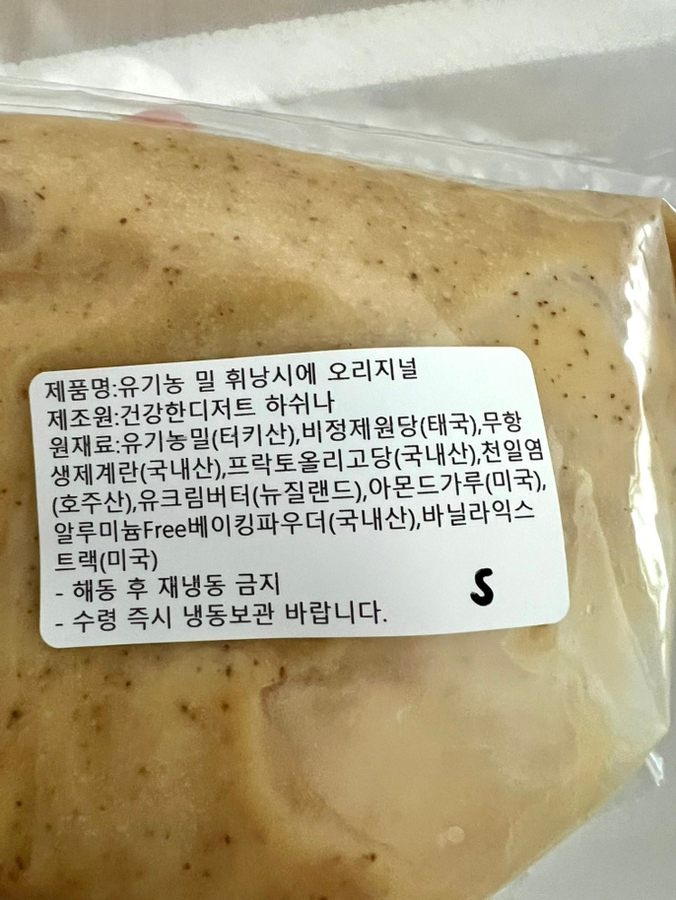 제품명:유기농 밀 휘낭시에 오리지널
제조원:건강한디저트 하쉬나
원재료:유기농밀(터키산),비정제원당(태국),무항
생제계란(국내산),프락토올리고당(국내산),천일염
(호주산),유크림버터(뉴질랜드),아몬드가루(미국),
알루미늄Free베이킹파우더(국내산),바닐라익스
트랙(미국)
- 해동 후 재냉동 금지
- 수령 즉시 냉동보관 바랍니다.
S